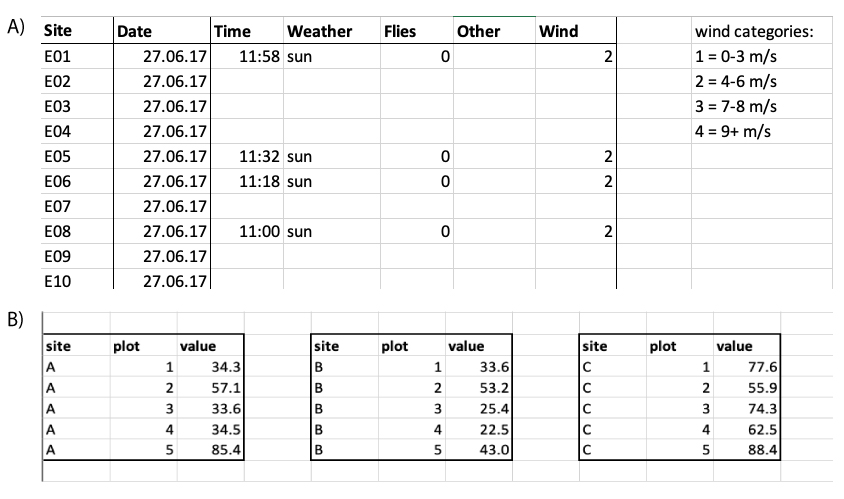 A) Site Date Time Weather Flies Other Wind wind categories:
E01 27.06.17 11:58 sun 0 2 1 = 0-3 m/s
E02 27.06.17 2 = 4-6 m/s
E03 27.06.17 3 = 7-8 m/s
E04 27.06.17 4 = 9+ m/s
E05 27.06.17 11:32 sun 0 2
E06 27.06.17 11:18 sun 0 2
E07 27.06.17
E08 27.06.17 11:00 sun 0 2
E09 27.06.17
E10 27.06.17
B)
site plot value site plot value site plot value
A 1 34.3 B 1 33.6 C 1 77.6
A 2 57.1 B 2 53.2 C 2 55.9
A 3 33.6 B 3 25.4 C 3 74.3
A 4 34.5 B 4 22.5 C 4 62.5
A 5 85.4 B 5 43.0 C 5 88.4